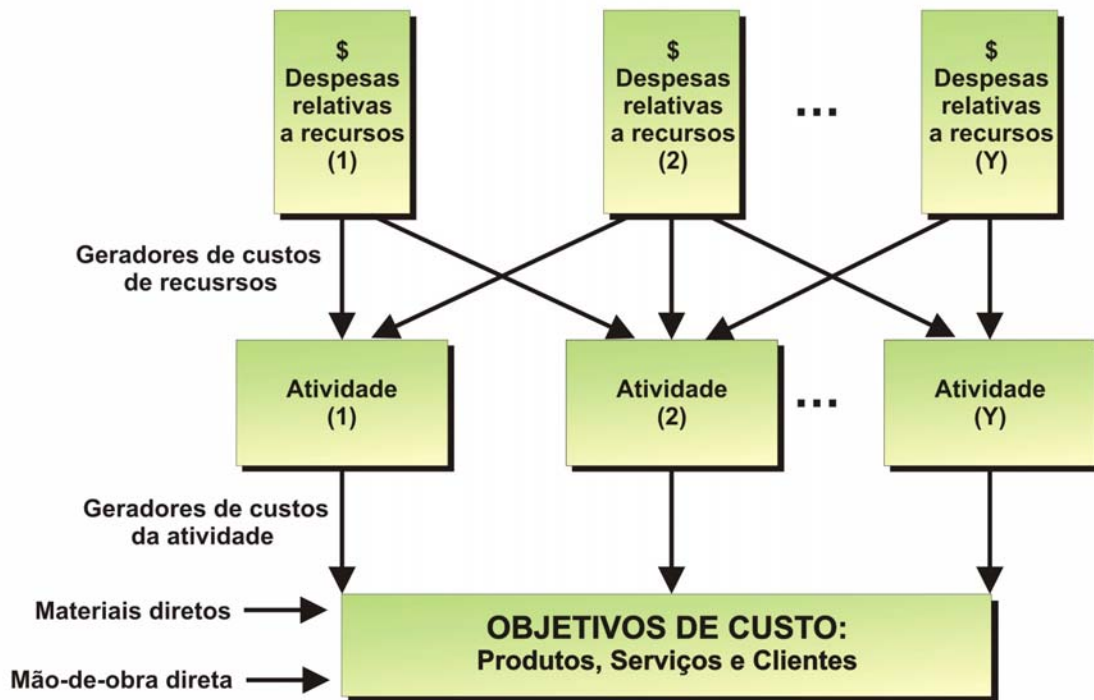 $
Despesas
relativas
a recursos
(1)
$
Despesas
relativas
a recursos
(2)
...
$
Despesas
relativas
a recursos
(Y)
Geradores de custos
de recusrsos
Atividade
(1)
Atividade
(2)
...
Atividade
(Y)
Geradores de custos
da atividade
Materiais diretos
Mão-de-obra direta
OBJETIVOS DE CUSTO:
Produtos, Serviços e Clientes